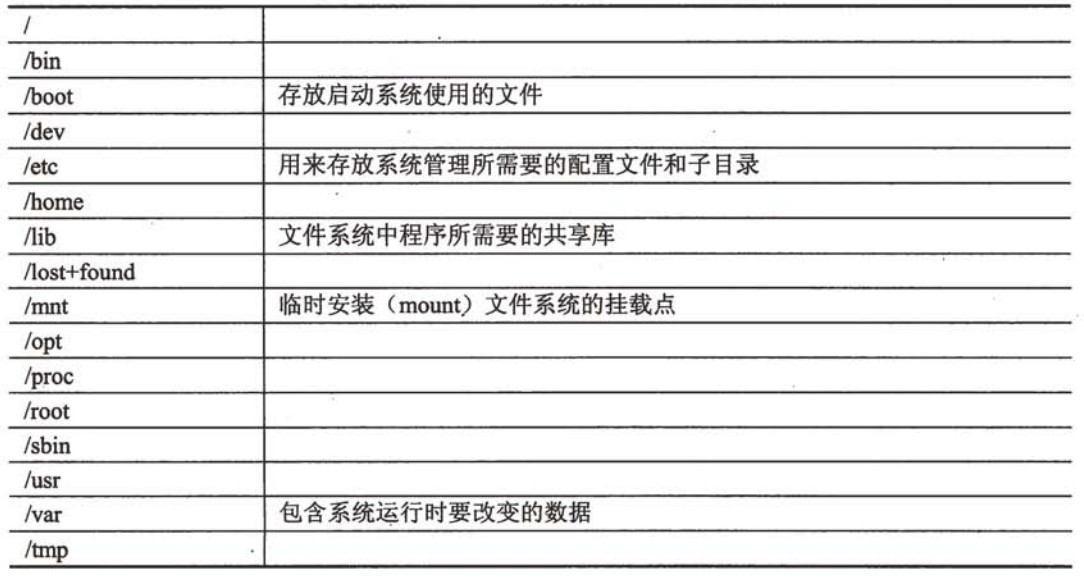 /
/bin
/boot 存放启动系统使用的文件
/dev
/etc 用来存放系统管理所需要的配置文件和子目录
/home
/lib 文件系统中程序所需要的共享库
/lost+found
/mnt 临时安装（mount）文件系统的挂载点
/opt
/proc
/root
/sbin
/usr
/var 包含系统运行时要改变的数据
/tmp